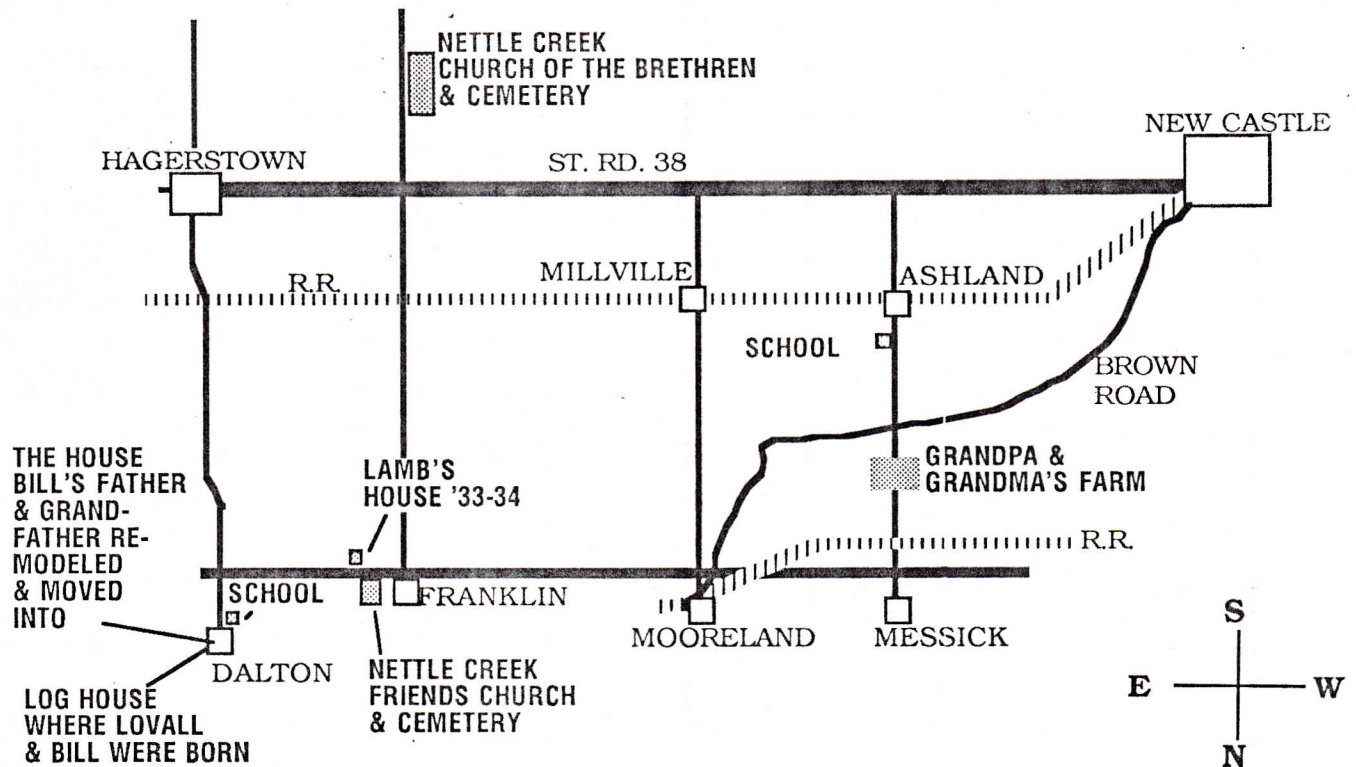 NETTLE CREEK
CHURCH OF THE BRETHREN
& CEMETERY
NEW CASTLE
HAGERSTOWN
ST. RD. 38
MILLVILLE
ASHLAND
R.R.
SCHOOL
BROWN
ROAD
THE HOUSE
BILL'S FATHER
& GRAND-
FATHER RE-
MODELED
& MOVED
INTO
LAMB'S
HOUSE '33-34
GRANDPA &
GRANDMA'S FARM
R.R.
SCHOOL
FRANKLIN
MOORELAND
MESSICK
DALTON
NETTLE CREEK
FRIENDS CHURCH
& CEMETERY
LOG HOUSE
WHERE LOVALL
& BILL WERE BORN
S
E
W
N